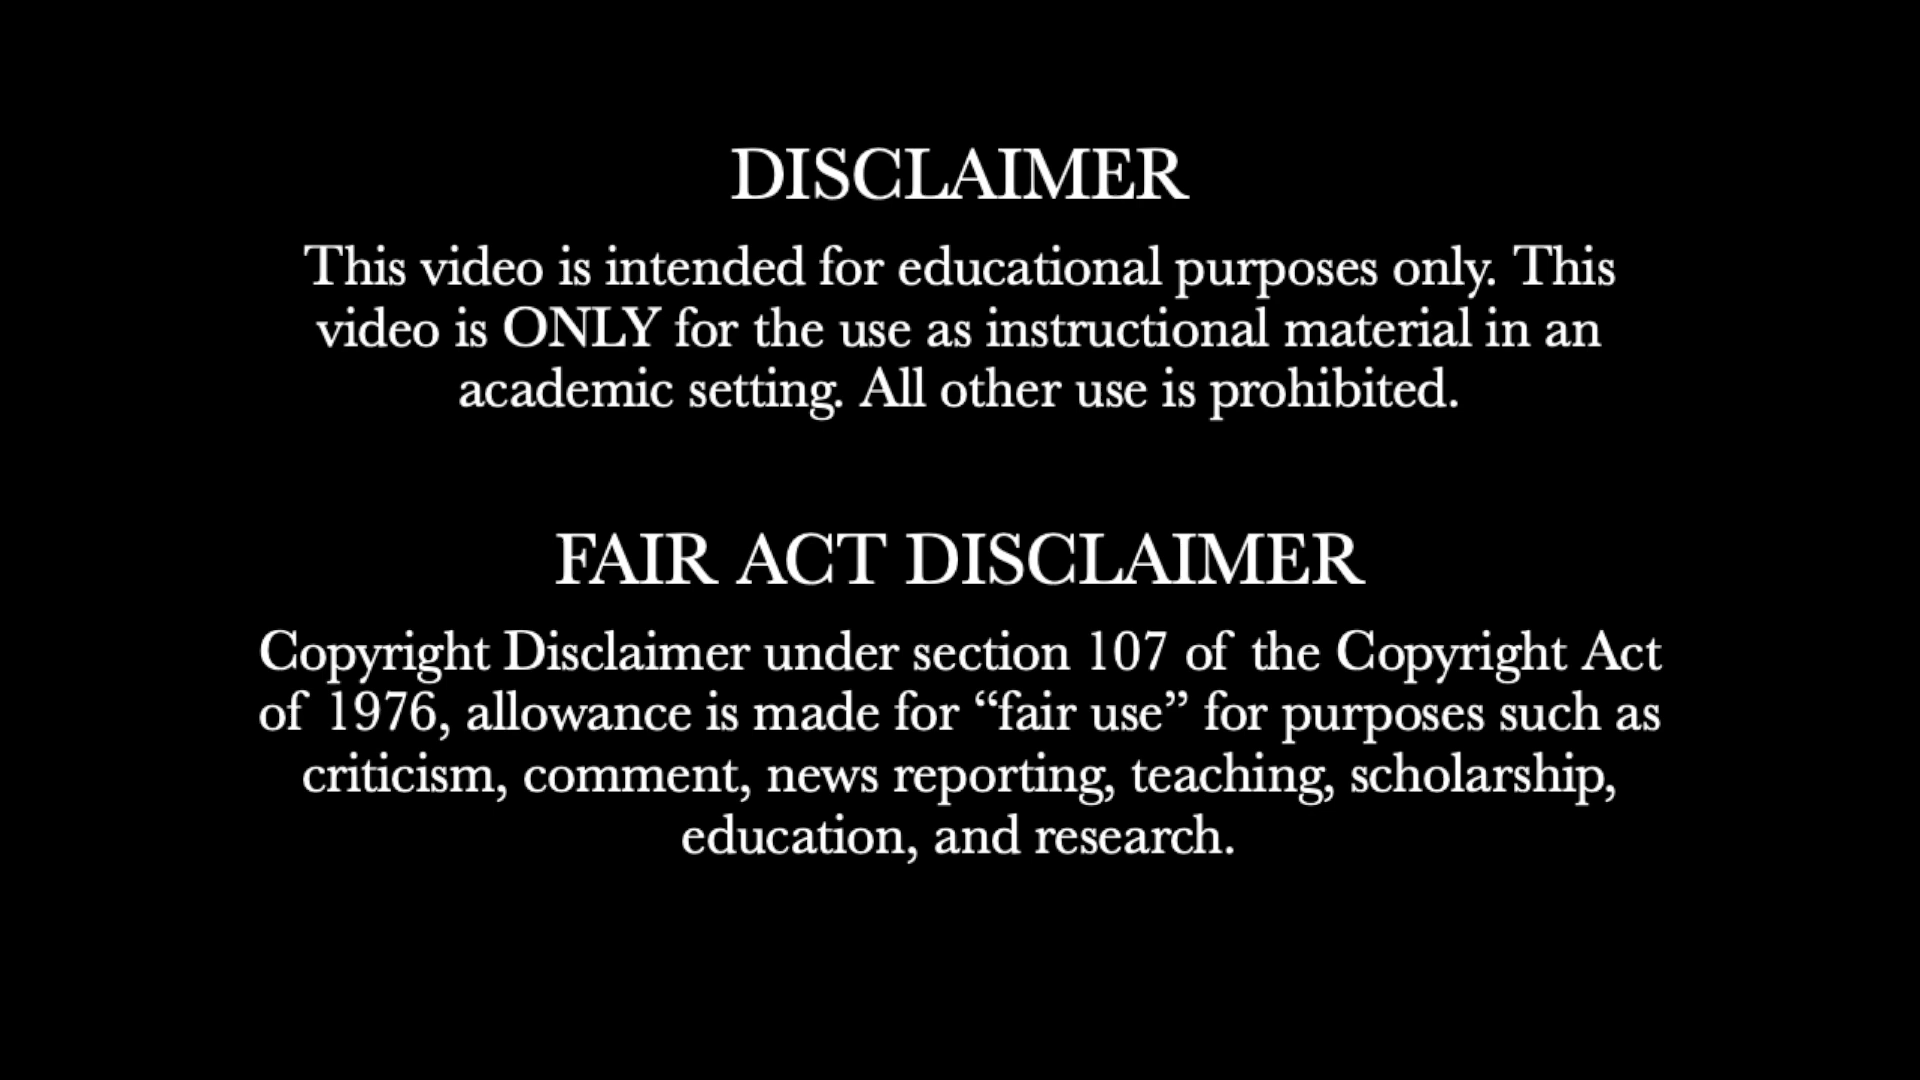 DISCLAIMER
This video is intended for educational purposes only. This
video is ONLY for the use as instructional material in an
academic setting. All other use is prohibited.
FAIR ACT DISCLAIMER
Copyright Disclaimer under section 107 of the Copyright Act
of 1976, allowance is made for “fair use” for purposes such as
criticism, comment, news reporting, teaching, scholarship,
education, and research.